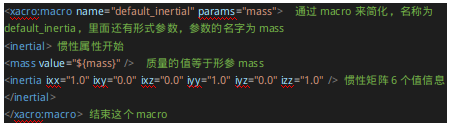 <xacro:macro name="default_inertial" params="mass">  通过 macro 来简化，名称为
default_inertia，里面还有形式参数，参数的名字为 mass
<inertial> 惯性属性开始
<mass value="${mass}" />  质量的值等于形参 mass
<inertia ixx="1.0" ixy="0.0" ixz="0.0" iyy="1.0" iyz="0.0" izz="1.0" /> 惯性矩阵 6 个值信息
</inertial>
</xacro:macro> 结束这个 macro